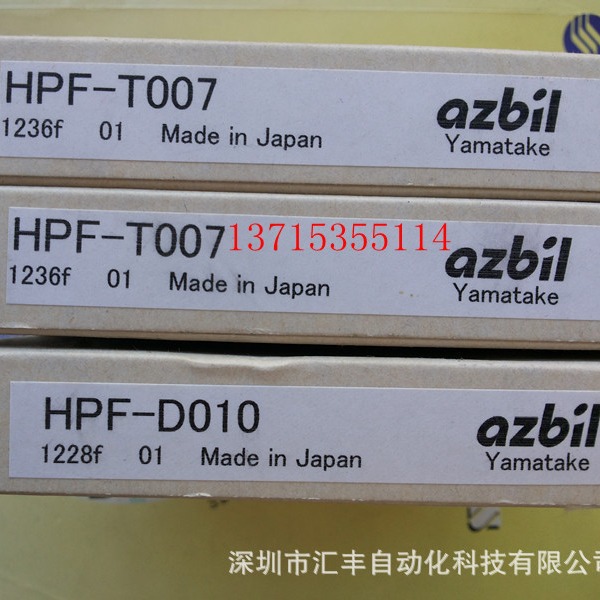 HPF-T007
azbil
1236f 01 Made in Japan
Yamatake
HPF-T007
13715355114
azbil
1236f 01 Made in Japan
Yamatake
HPF-D010
azbil
1228f 01 Made in Japan
Yamatake
深圳市汇丰自动化科技有限公司